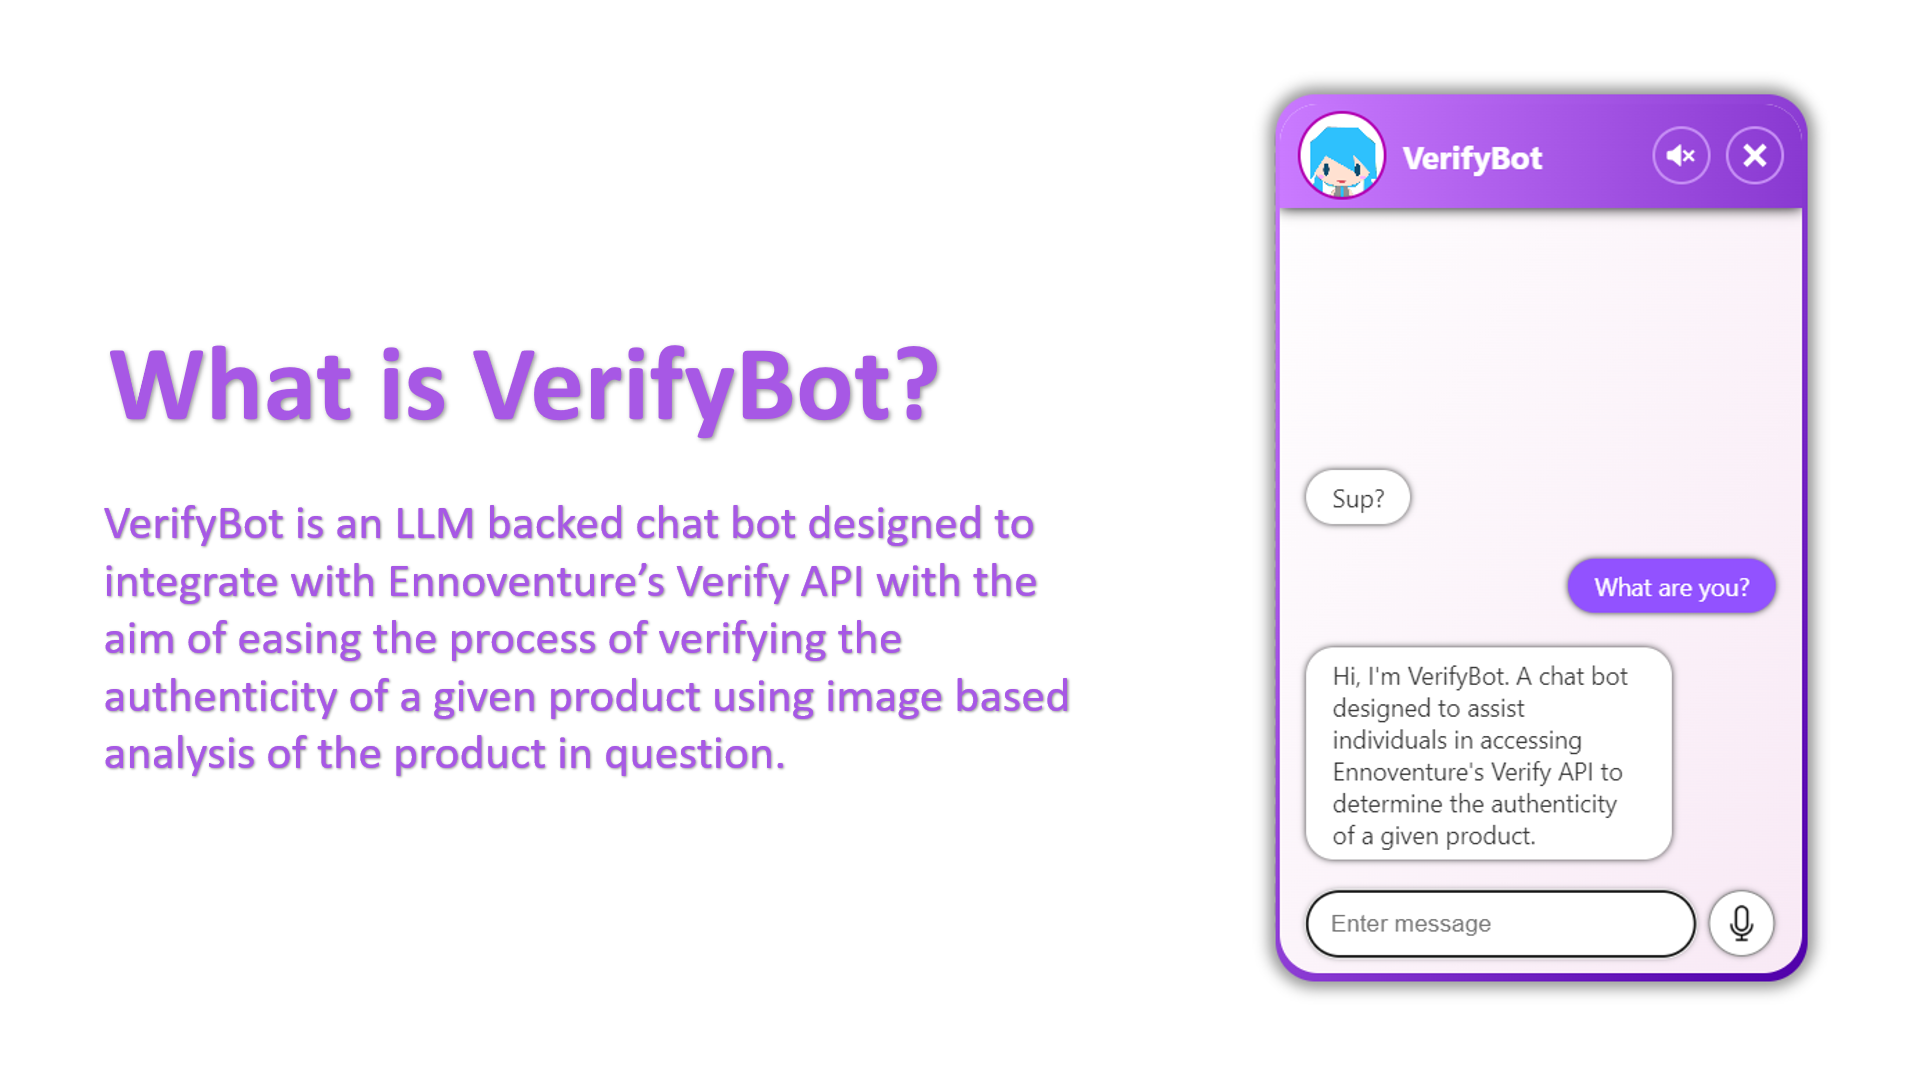 What is VerifyBot?
VerifyBot is an LLM backed chat bot designed to
integrate with Ennoventure’s Verify API with the
aim of easing the process of verifying the
authenticity of a given product using image based
analysis of the product in question.
VerifyBot
Sup?
What are you?
Hi, I'm VerifyBot. A chat bot
designed to assist
individuals in accessing
Ennoventure's Verify API to
determine the authenticity
of a given product.
Enter message